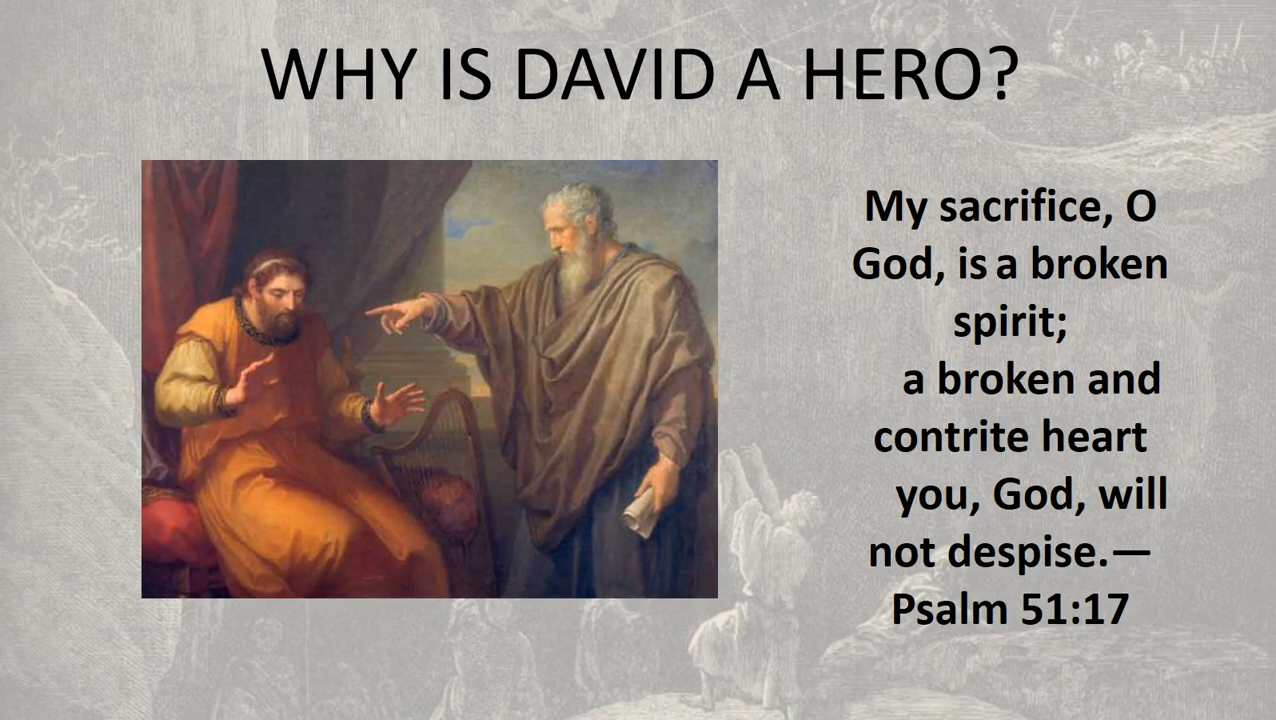 WHY IS DAVID A HERO?
My sacrifice, O
God, is a broken
spirit;
a broken and
contrite heart
you, God, will
not despise.—
Psalm 51:17